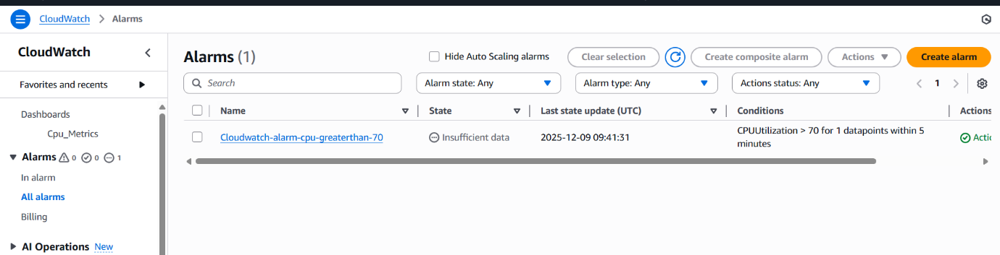 CloudWatch > Alarms
CloudWatch
Favorites and recents
Dashboards
Cpu_Metrics
Alarms 0 0 1
In alarm
All alarms
Billing
AI Operations New
Alarms (1)
Hide Auto Scaling alarms
Clear selection
Create composite alarm
Actions
Create alarm
Search
Alarm state: Any
Alarm type: Any
Actions status: Any
1
Name State Last state update (UTC) Conditions Actions
Cloudwatch-alarm-cpu-greaterthan-70 Insufficient data 2025-12-09 09:41:31 CPUUtilization > 70 for 1 datapoints within 5
minutes